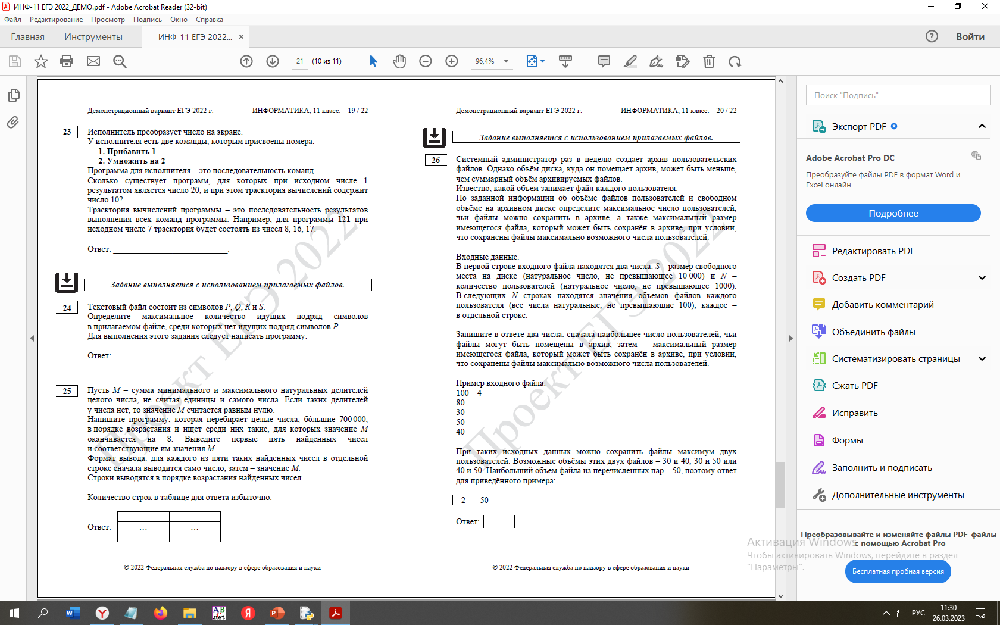 ИНФ-11 ЕГЭ 2022_ДЕМО.pdf - Adobe Acrobat Reader (32-bit)
Файл Редактирование Просмотр Подпись Окно Справка
Главная Инструменты ИНФ-11 ЕГЭ 2022... × Войти
21 (10 из 11) 96,4%
Демонстрационный вариант ЕГЭ 2022 г. ИНФОРМАТИКА, 11 класс. 19 / 22
23 Исполнитель преобразует число на экране.
У исполнителя есть две команды, которым присвоены номера:
1. Прибавить 1
2. Умножить на 2
Программа для исполнителя – это последовательность команд.
Сколько существует программ, для которых при исходном числе 1
результатом является число 20, и при этом траектория вычислений содержит
число 10?
Траектория вычислений программы – это последовательность результатов
выполнения всех команд программы. Например, для программы 121 при
исходном числе 7 траектория будет состоять из чисел 8, 16, 17.
Ответ: ___________________________.
Задание выполняется с использованием прилагаемых файлов.
24 Текстовый файл состоит из символов P, Q, R и S.
Определите максимальное количество идущих подряд символов
в прилагаемом файле, среди которых нет идущих подряд символов P.
Для выполнения этого задания следует написать программу.
Ответ: ___________________________.
25 Пусть M – сумма минимального и максимального натуральных делителей
целого числа, не считая единицы и самого числа. Если таких делителей
у числа нет, то значение M считается равным нулю.
Напишите программу, которая перебирает целые числа, бо́льшие 700 000,
в порядке возрастания и ищет среди них такие, для которых значение M
оканчивается на 8. Выведите первые пять найденных чисел
и соответствующие им значения M.
Формат вывода: для каждого из пяти таких найденных чисел в отдельной
строке сначала выводится само число, затем – значение M.
Строки выводятся в порядке возрастания найденных чисел.
Количество строк в таблице для ответа избыточно.
Ответ: … …
© 2022 Федеральная служба по надзору в сфере образования и науки
Проект ЕГЭ 2022
Демонстрационный вариант ЕГЭ 2022 г. ИНФОРМАТИКА, 11 класс. 20 / 22
Задание выполняется с использованием прилагаемых файлов.
26 Системный администратор раз в неделю создаёт архив пользовательских
файлов. Однако объём диска, куда он помещает архив, может быть меньше,
чем суммарный объём архивируемых файлов.
Известно, какой объём занимает файл каждого пользователя.
По заданной информации об объёме файлов пользователей и свободном
объёме на архивном диске определите максимальное число пользователей,
чьи файлы можно сохранить в архиве, а также максимальный размер
имеющегося файла, который может быть сохранён в архиве, при условии,
что сохранены файлы максимально возможного числа пользователей.
Входные данные.
В первой строке входного файла находятся два числа: S – размер свободного
места на диске (натуральное число, не превышающее 10 000) и N –
количество пользователей (натуральное число, не превышающее 1000).
В следующих N строках находятся значения объёмов файлов каждого
пользователя (все числа натуральные, не превышающие 100), каждое –
в отдельной строке.
Запишите в ответе два числа: сначала наибольшее число пользователей, чьи
файлы могут быть помещены в архив, затем – максимальный размер
имеющегося файла, который может быть сохранён в архиве, при условии,
что сохранены файлы максимально возможного числа пользователей.
Пример входного файла:
100 4
80
30
50
40
При таких исходных данных можно сохранить файлы максимум двух
пользователей. Возможные объёмы этих двух файлов – 30 и 40, 30 и 50 или
40 и 50. Наибольший объём файла из перечисленных пар – 50, поэтому ответ
для приведённого примера:
2 50
Ответ:
© 2022 Федеральная служба по надзору в сфере образования и науки
Проект ЕГЭ 2022
Поиск "Подпись"
Экспорт PDF
Adobe Acrobat Pro DC
Преобразуйте файлы PDF в формат Word и
Excel онлайн
Подробнее
Редактировать PDF
Создать PDF
Добавить комментарий
Объединить файлы
Систематизировать страницы
Сжать PDF
Исправить
Формы
Заполнить и подписать
Дополнительные инструменты
Преобразовывайте и изменяйте файлы PDF-файлы
с помощью Acrobat Pro
Бесплатная пробная версия
Активация Windows
Чтобы активировать Windows, перейдите в раздел
"Параметры".
РУС 11:30
26.03.2023